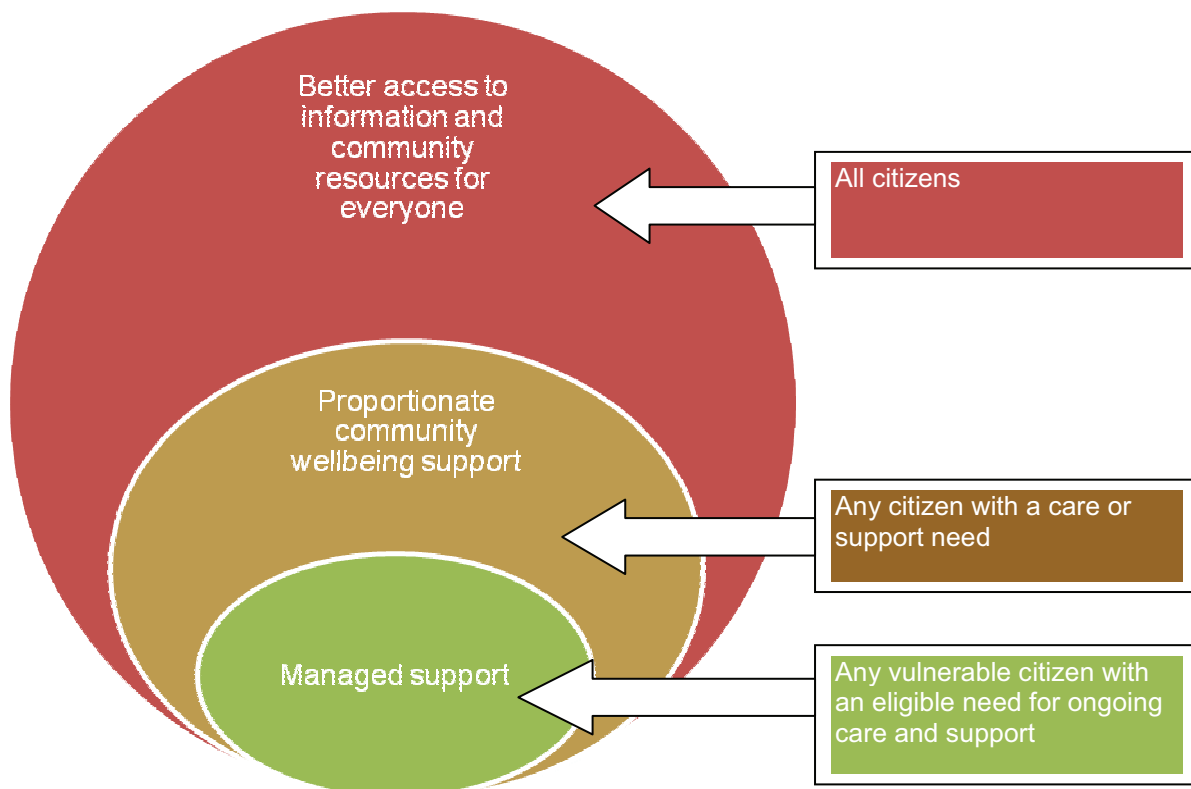 Better access to
information and
community
resources for
everyone
All citizens
Proportionate
community
wellbeing support
Any citizen with a care or
support need
Managed support
Any vulnerable citizen with
an eligible need for ongoing
care and support